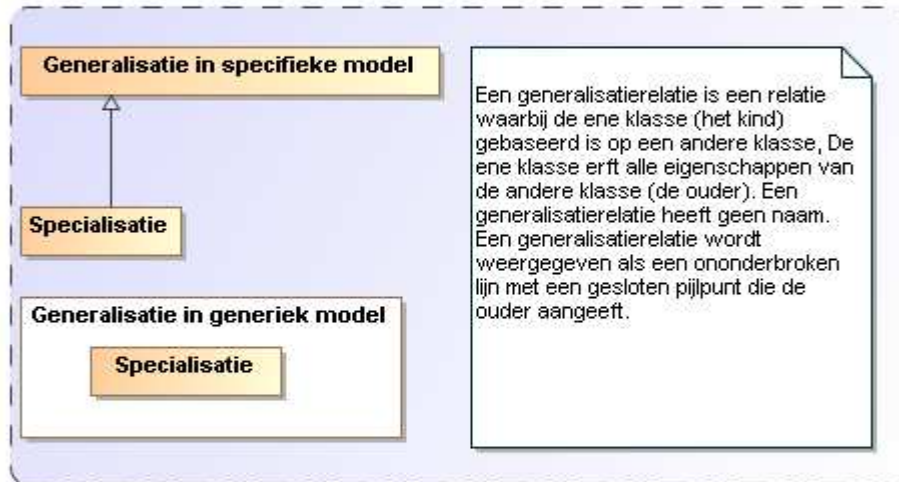 Generalisatie in specifieke model
Specialisatie
Generalisatie in generiek model
Specialisatie
Een generalisatierelatie is een relatie
waarbij de ene klasse (het kind)
gebaseerd is op een andere klasse, De
ene klasse erft alle eigenschappen van
de andere klasse (de ouder). Een
generalisatierelatie heeft geen naam.
Een generalisatierelatie wordt
weergegeven als een ononderbroken
lijn met een gesloten pijlpunt die de
ouder aangeeft.